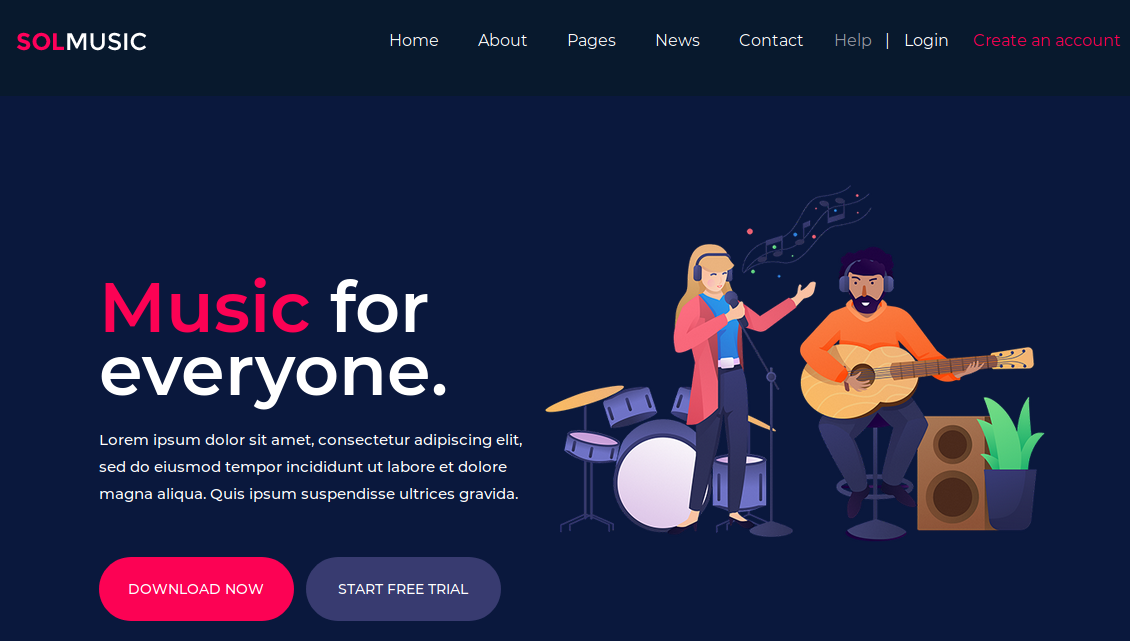 SOLMUSIC Home About Pages News Contact Help | Login Create an account
Music for
everyone.
Lorem ipsum dolor sit amet, consectetur adipiscing elit,
sed do eiusmod tempor incididunt ut labore et dolore
magna aliqua. Quis ipsum suspendisse ultrices gravida.
DOWNLOAD NOW START FREE TRIAL